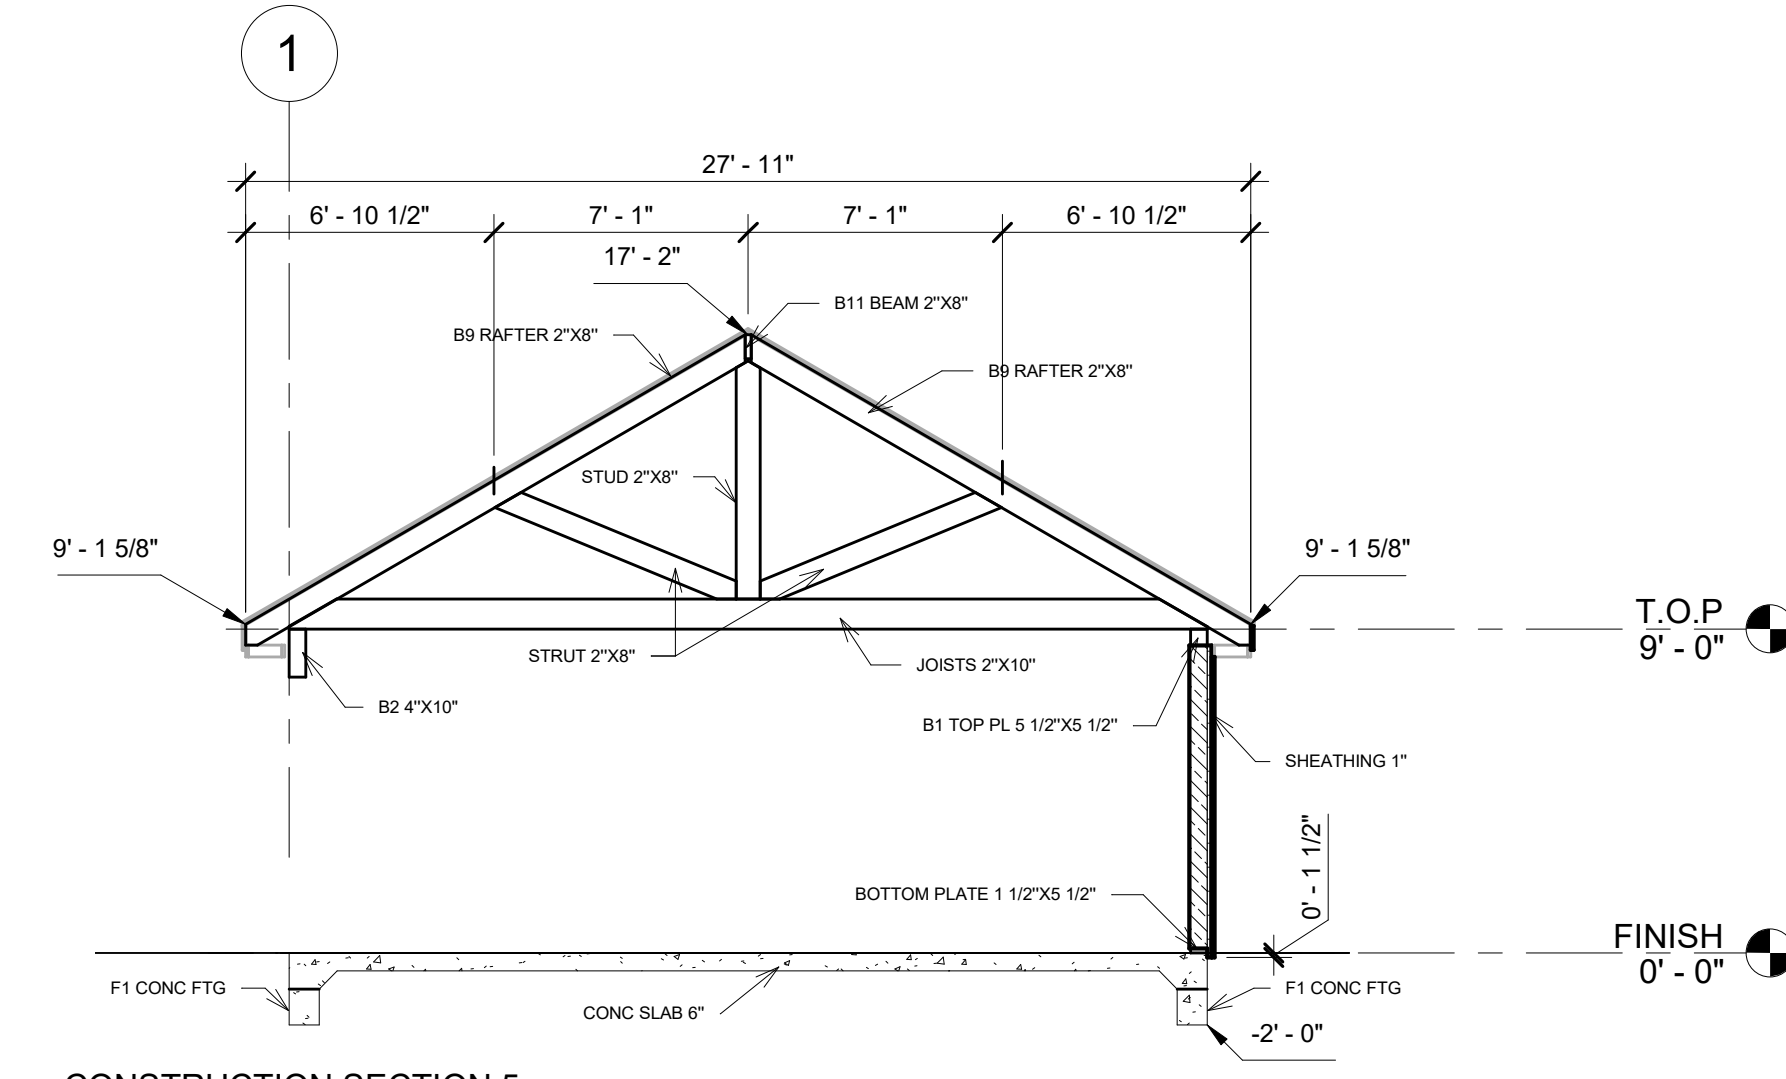 1
27' - 11"
6' - 10 1/2"
7' - 1"
7' - 1"
6' - 10 1/2"
17' - 2"
B11 BEAM 2"X8"
B9 RAFTER 2"X8"
B9 RAFTER 2"X8"
STUD 2"X8"
9' - 1 5/8"
9' - 1 5/8"
T.O.P
9' - 0"
STRUT 2"X8"
JOISTS 2"X10"
B2 4"X10"
B1 TOP PL 5 1/2"X5 1/2"
SHEATHING 1"
0' - 1 1/2"
BOTTOM PLATE 1 1/2"X5 1/2"
FINISH
0' - 0"
F1 CONC FTG
F1 CONC FTG
CONC SLAB 6"
-2' - 0"
CONSTRUCTION SECTION 5